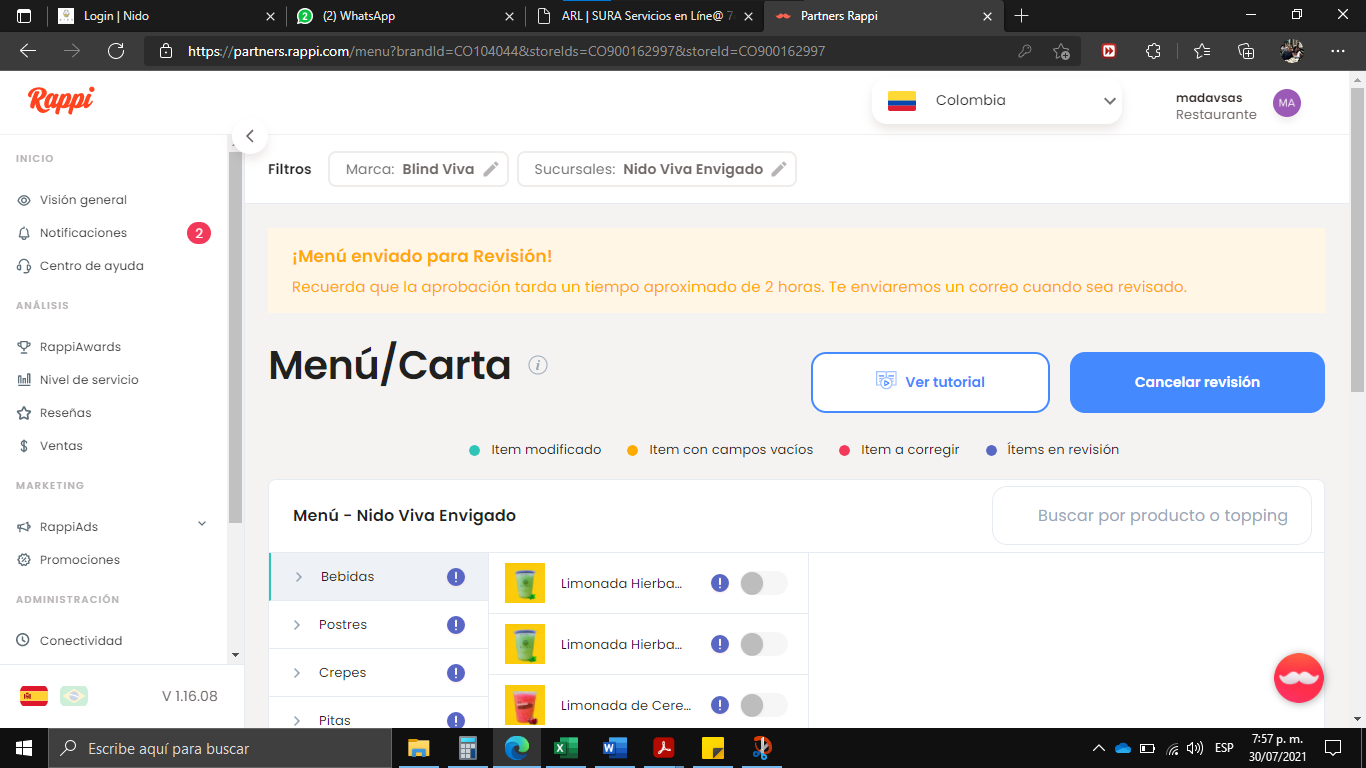 Login | Nido
(2) WhatsApp
ARL | SURA Servicios en Líne@ 7
Partners Rappi
https://partners.rappi.com/menu?brandId=CO104044&storeIds=CO900162997&storeId=CO900162997
Rappi
Colombia
madavsas
Restaurante
MA
INICIO
Visión general
Notificaciones
2
Centro de ayuda
ANÁLISIS
RappiAwards
Nivel de servicio
Reseñas
Ventas
MARKETING
RappiAds
Promociones
ADMINISTRACIÓN
Conectividad
V 1.16.08
Filtros
Marca: Blind Viva
Sucursales: Nido Viva Envigado
¡Menú enviado para Revisión!
Recuerda que la aprobación tarda un tiempo aproximado de 2 horas. Te enviaremos un correo cuando sea revisado.
Menú/Carta
Ver tutorial
Cancelar revisión
Item modificado
Item con campos vacíos
Item a corregir
Ítems en revisión
Menú - Nido Viva Envigado
Buscar por producto o topping
Bebidas
Postres
Crepes
Pitas
Limonada Hierba...
Limonada Hierba...
Limonada de Cere...
Escribe aquí para buscar
ESP
7:57 p. m.
30/07/2021